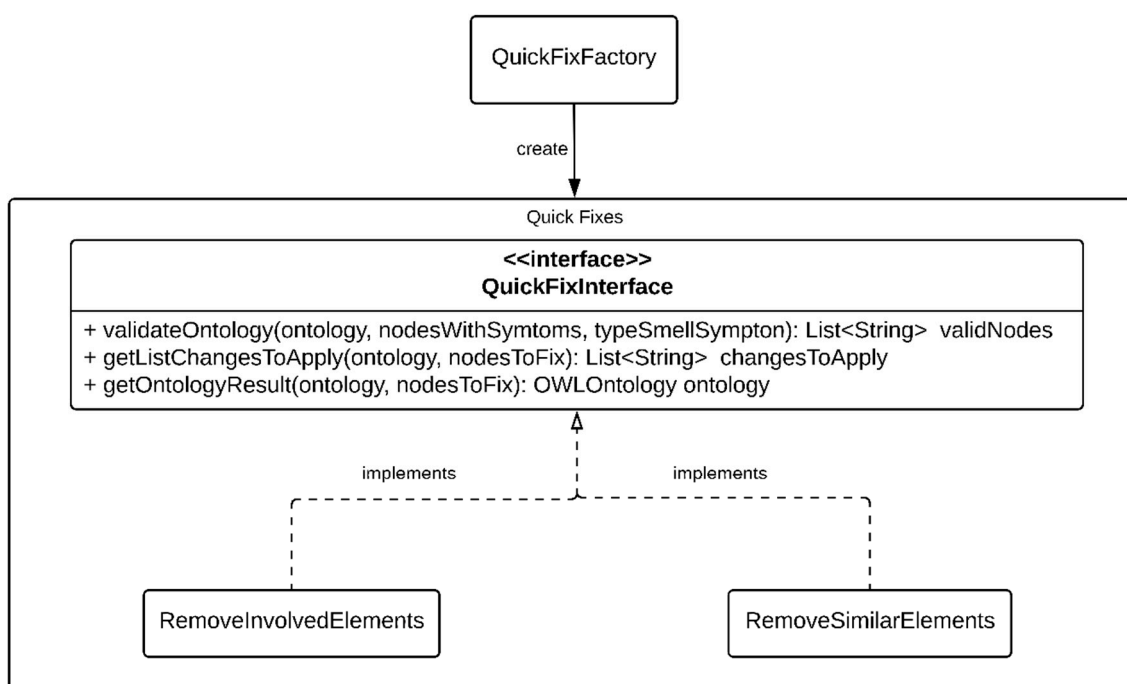 QuickFixFactory
create
Quick Fixes
<<interface>>
QuickFixInterface
+ validateOntology(ontology, nodesWithSymtoms, typeSmellSympton): List<String>  validNodes
+ getListChangesToApply(ontology, nodesToFix): List<String>  changesToApply
+ getOntologyResult(ontology, nodesToFix): OWLOntology ontology
implements
implements
RemoveInvolvedElements
RemoveSimilarElements